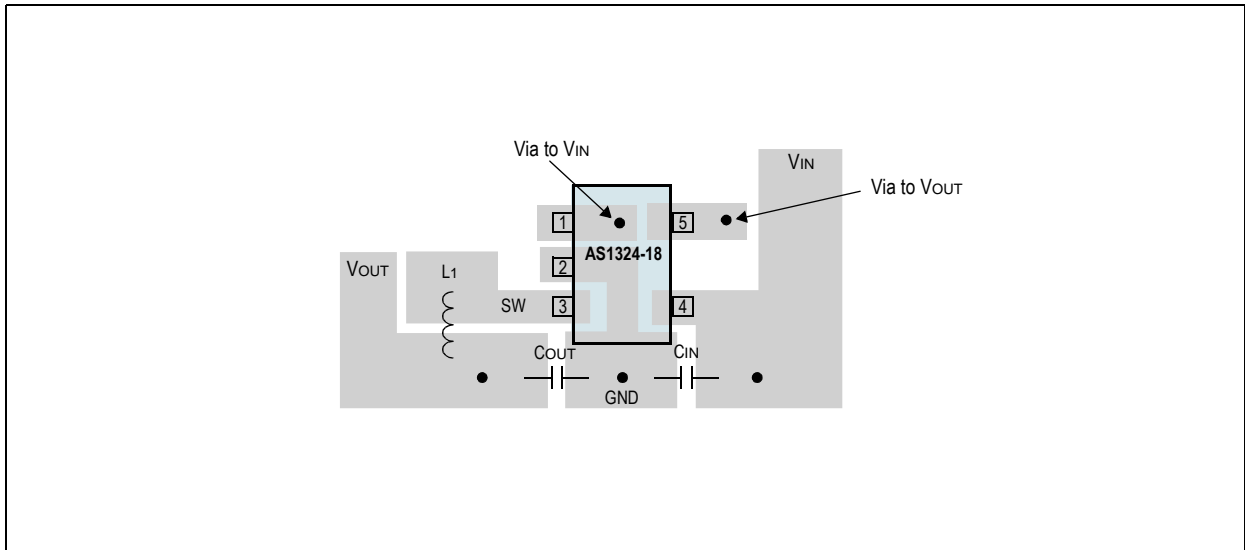 Via to VIN
VIN
Via to VOUT
1
5
AS1324-18
2
VOUT
L1
SW
3
4
COUT
CIN
GND